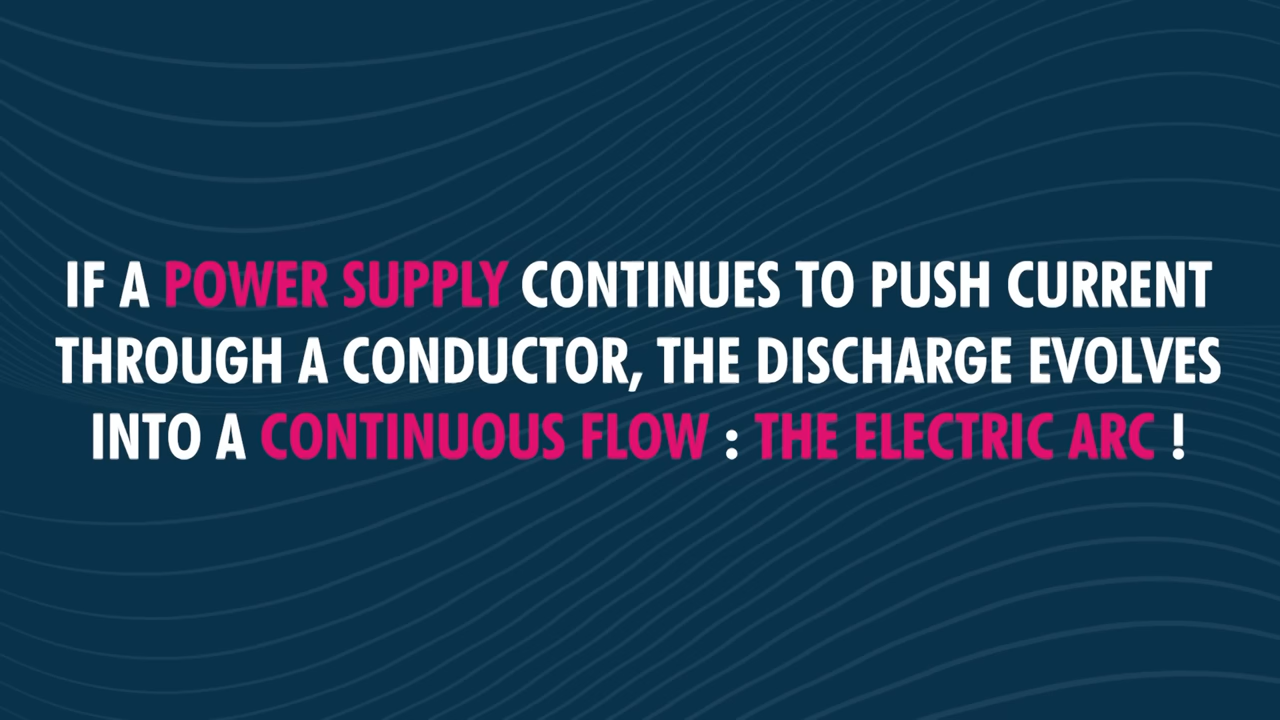 IF A POWER SUPPLY CONTINUES TO PUSH CURRENT
THROUGH A CONDUCTOR, THE DISCHARGE EVOLVES
INTO A CONTINUOUS FLOW : THE ELECTRIC ARC !